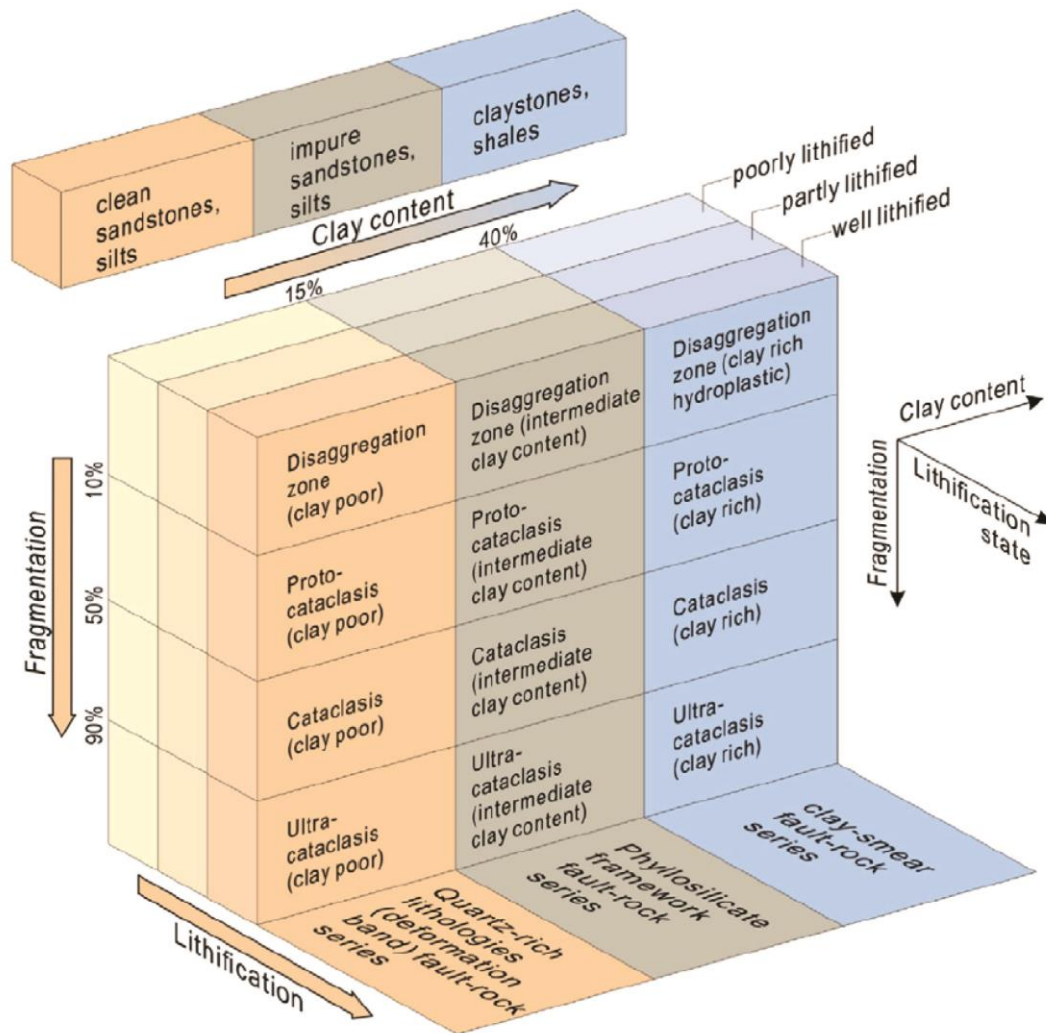 clean
sandstones,
silts
impure
sandstones,
silts
claystones,
shales
Clay content
15%
40%
poorly lithified
partly lithified
well lithified
Disaggregation
zone
(clay poor)
Disaggregation
zone (intermediate
clay content)
Disaggregation
zone (clay rich
hydroplastic)
Proto-
cataclasis
(clay poor)
Proto-
cataclasis
(intermediate
clay content)
Proto-
cataclasis
(clay rich)
Cataclasis
(clay poor)
Cataclasis
(intermediate
clay content)
Cataclasis
(clay rich)
Ultra-
cataclasis
(clay poor)
Ultra-
cataclasis
(intermediate
clay content)
Ultra-
cataclasis
(clay rich)
Fragmentation
10%
50%
90%
Lithification
Quartz-rich
lithologies
(deformation
band) fault-rock
series
Phyllosilicate
framework
fault-rock
series
clay-smear
fault-rock
series
Clay content
Lithification
state
Fragmentation